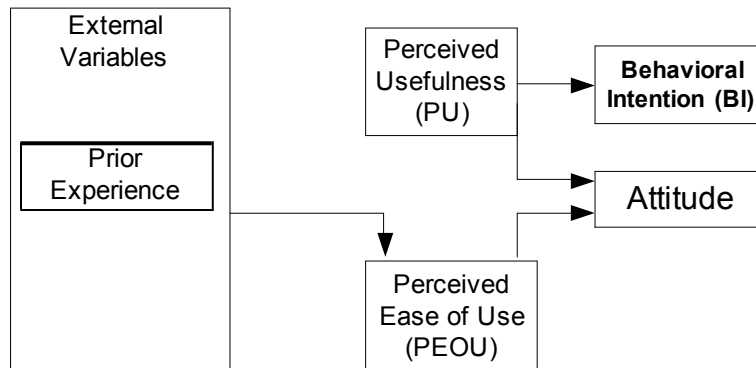 External
Variables
Prior
Experience
Perceived
Usefulness
(PU)
Behavioral
Intention (BI)
Attitude
Perceived
Ease of Use
(PEOU)